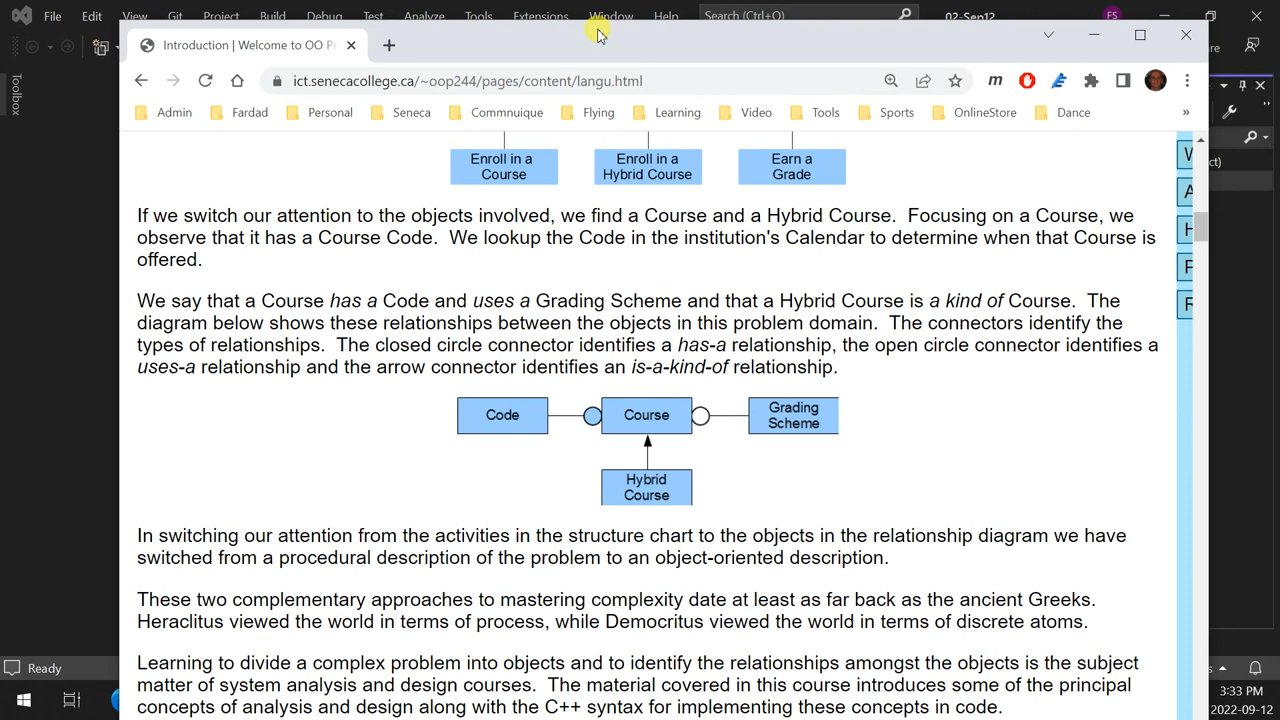 File Edit View Git Project Build Debug Test Analyze Tools Extensions Window Help Search (Ctrl+Q) 02-Sep12 FS
Introduction | Welcome to OO P
ict.senecacollege.ca/~oop244/pages/content/langu.html
Admin Fardad Personal Seneca Commnuique Flying Learning Video Tools Sports OnlineStore Dance »
Toolbox
Enroll in a
Course
Enroll in a
Hybrid Course
Earn a
Grade
If we switch our attention to the objects involved, we find a Course and a Hybrid Course. Focusing on a Course, we
observe that it has a Course Code. We lookup the Code in the institution's Calendar to determine when that Course is
offered.
We say that a Course has a Code and uses a Grading Scheme and that a Hybrid Course is a kind of Course. The
diagram below shows these relationships between the objects in this problem domain. The connectors identify the
types of relationships. The closed circle connector identifies a has-a relationship, the open circle connector identifies a
uses-a relationship and the arrow connector identifies an is-a-kind-of relationship.
Code
Course
Grading
Scheme
Hybrid
Course
In switching our attention from the activities in the structure chart to the objects in the relationship diagram we have
switched from a procedural description of the problem to an object-oriented description.
These two complementary approaches to mastering complexity date at least as far back as the ancient Greeks.
Heraclitus viewed the world in terms of process, while Democritus viewed the world in terms of discrete atoms.
Learning to divide a complex problem into objects and to identify the relationships amongst the objects is the subject
matter of system analysis and design courses. The material covered in this course introduces some of the principal
concepts of analysis and design along with the C++ syntax for implementing these concepts in code.
Ready
3:33 PM
2022-09-12